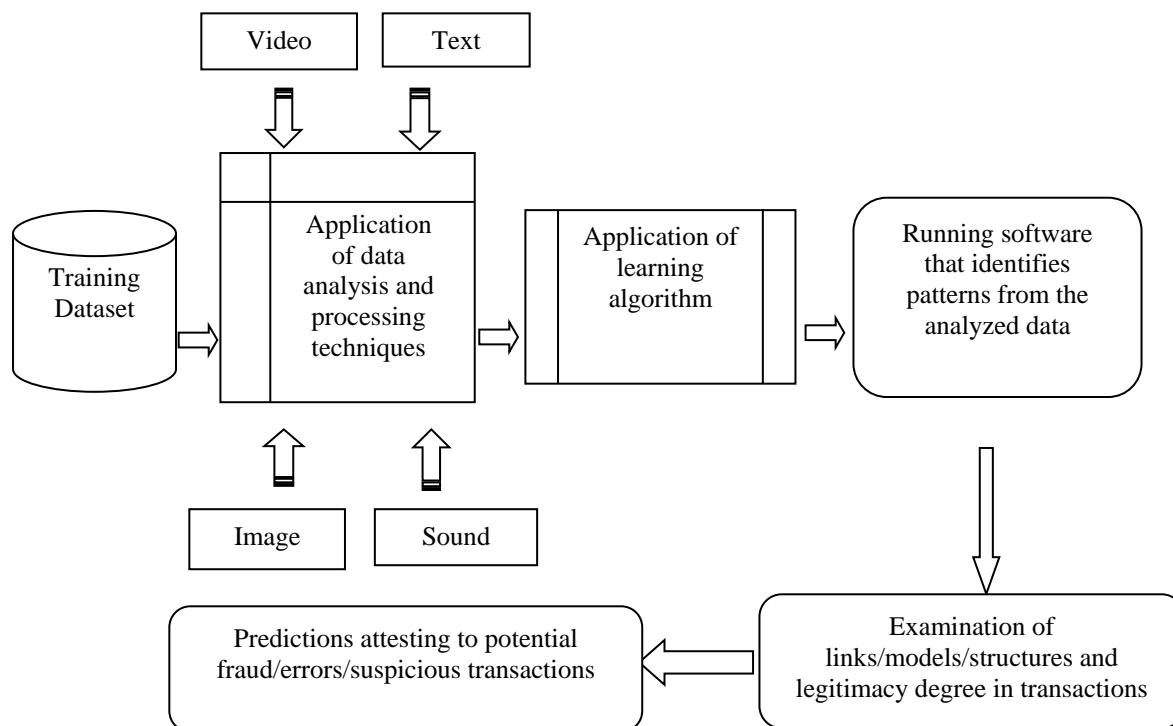 Video
Text
Training
Dataset
Application
of data
analysis and
processing
techniques
Application of
learning
algorithm
Running software
that identifies
patterns from the
analyzed data
Image
Sound
Predictions attesting to potential
fraud/errors/suspicious transactions
Examination of
links/models/structures and
legitimacy degree in transactions